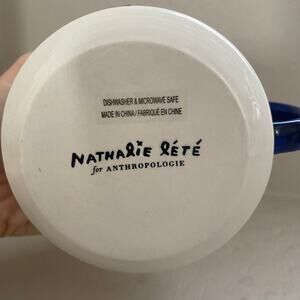 DISHWASHER & MICROWAVE SAFE
MADE IN CHINA / FABRIQUÉ EN CHINE
NATHALIE LÉTÉ
for ANTHROPOLOGIE